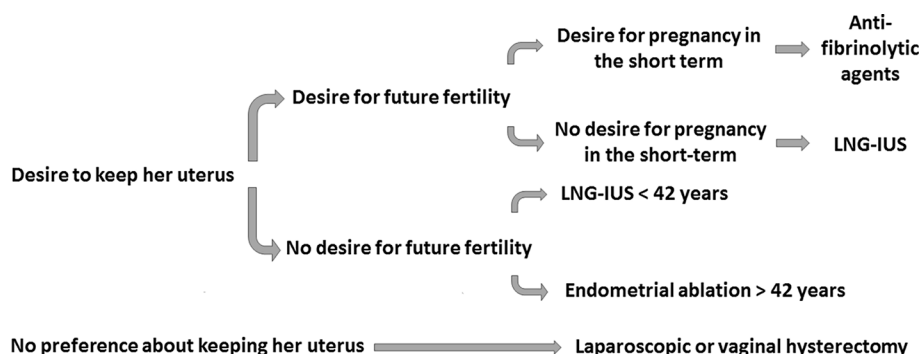 Desire for pregnancy in
the short term
Anti-
fibrinolytic
agents
Desire for future fertility
No desire for pregnancy
in the short-term
LNG-IUS
Desire to keep her uterus
LNG-IUS < 42 years
No desire for future fertility
Endometrial ablation > 42 years
No preference about keeping her uterus
Laparoscopic or vaginal hysterectomy